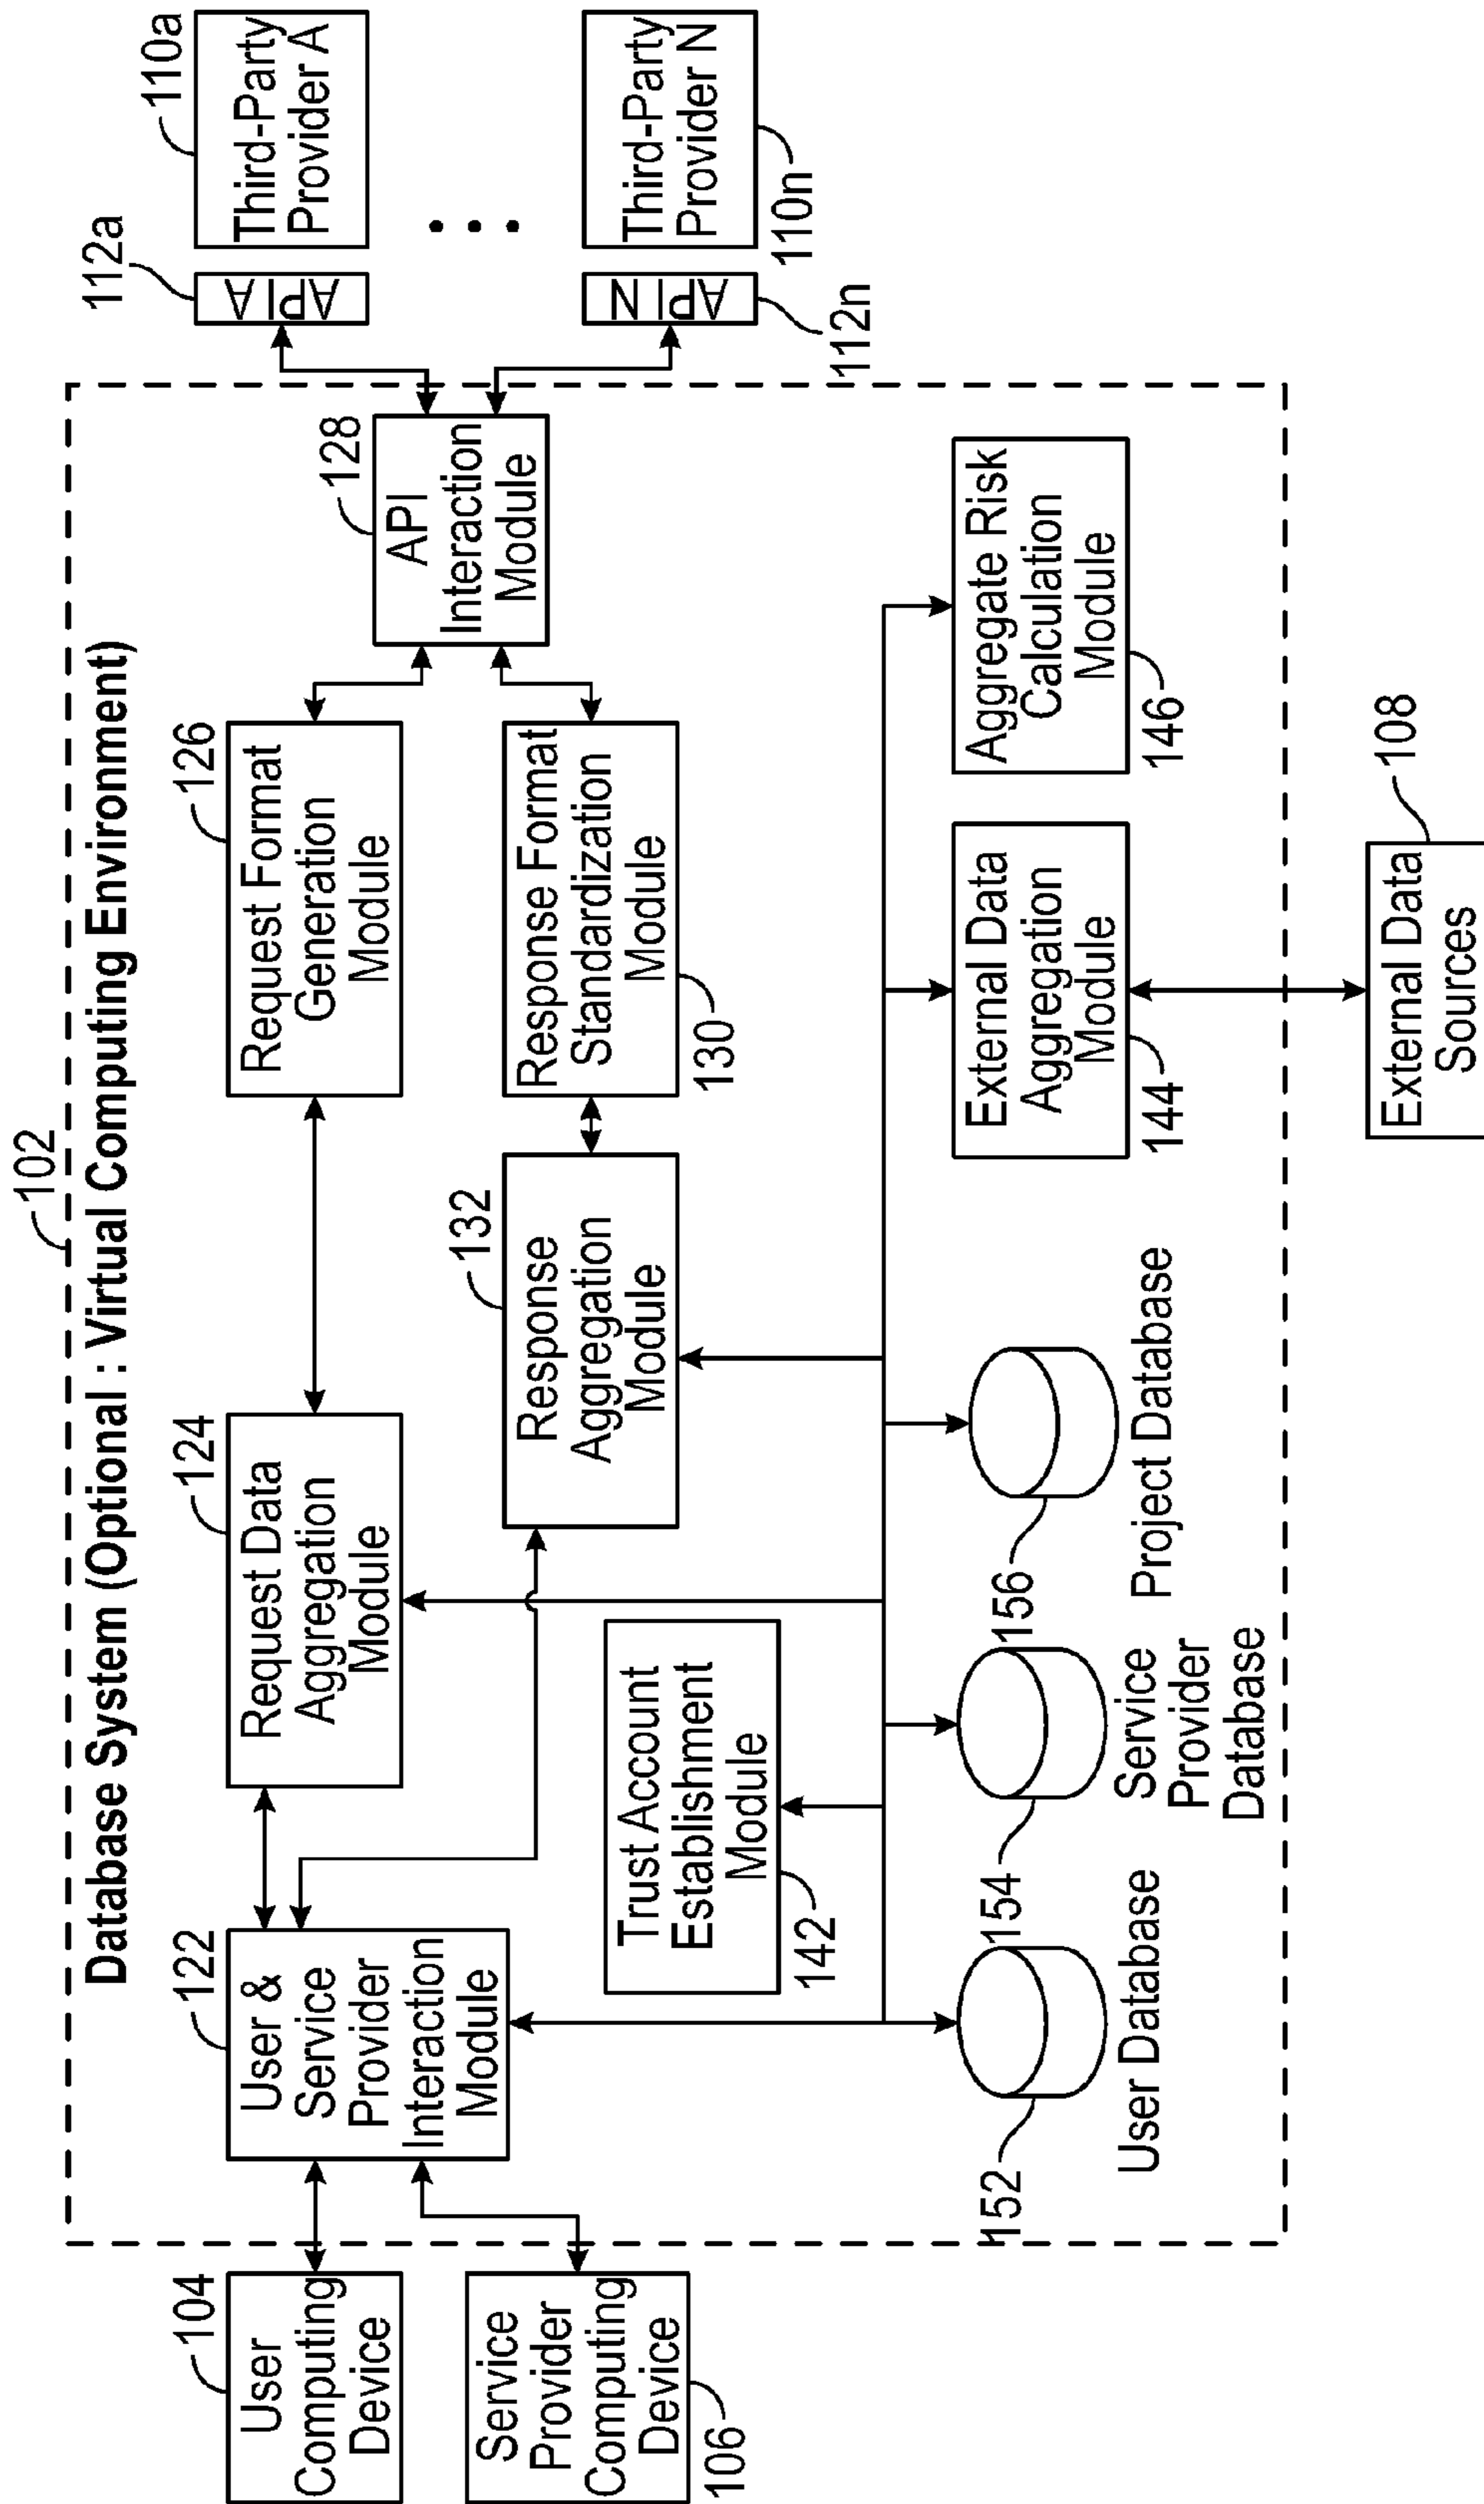 102
Database System (Optional : Virtual Computing Environment)
104
User
Computing
Device
Service
Provider
Computing
Device
106
122
User &
Service
Provider
Interaction
Module
124
Request Data
Aggregation
Module
126
Request Format
Generation
Module
132
Response
Aggregation
Module
Response Format
Standardization
Module
130
128
API
Interaction
Module
112a
API A
110a
Third-Party
Provider A
API N
112n
Third-Party
Provider N
110n
Trust Account
Establishment
Module
142
152
User Database
154
Service
Provider
Database
156
Project Database
External Data
Aggregation
Module
144
Aggregate Risk
Calculation
Module
146
108
External Data
Sources